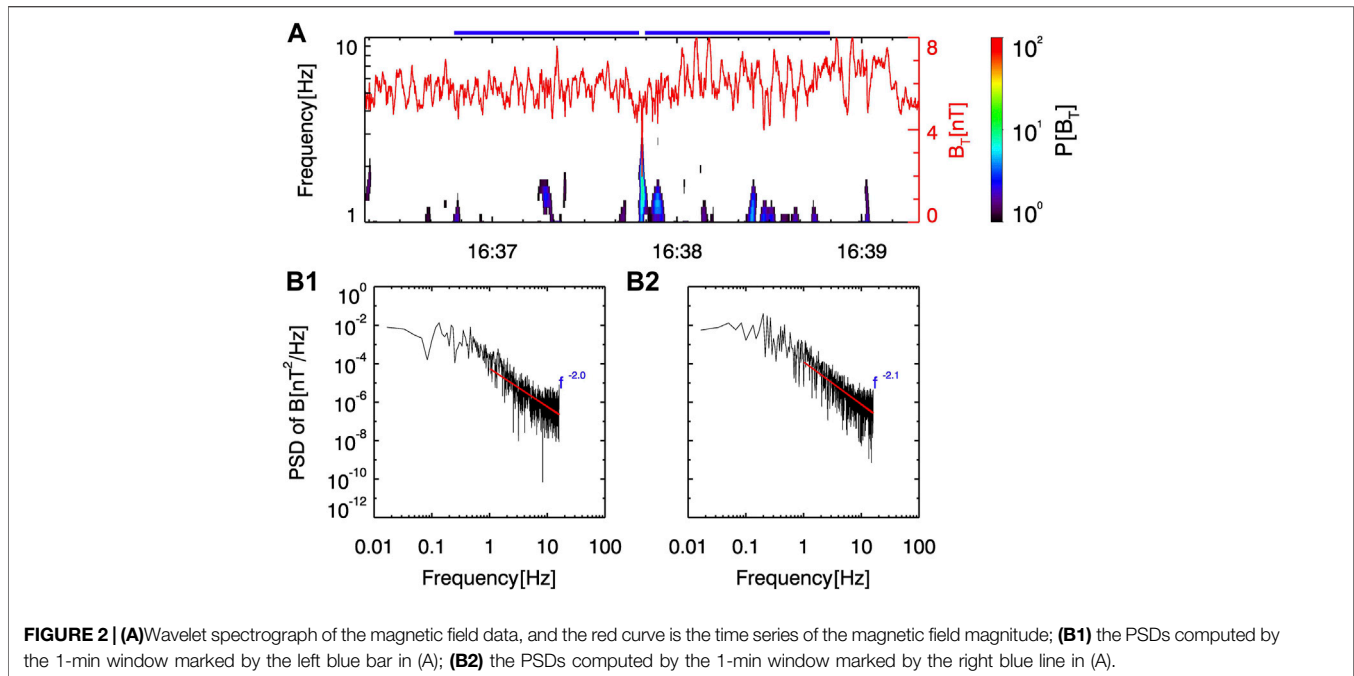 A
Frequency[Hz]
10
1
8
4
0
B_T[nT]
10^2
10^1
10^0
P[B_T]
16:37
16:38
16:39
B1
PSD of B[nT^2/Hz]
10^0
10^-2
10^-4
10^-6
10^-8
10^-10
10^-12
f^-2.0
0.01
0.1
1
10
100
Frequency[Hz]
B2
f^-2.1
0.01
0.1
1
10
100
Frequency[Hz]
FIGURE 2 | (A)Wavelet spectrograph of the magnetic field data, and the red curve is the time series of the magnetic field magnitude; (B1) the PSDs computed by
the 1-min window marked by the left blue bar in (A); (B2) the PSDs computed by the 1-min window marked by the right blue line in (A).